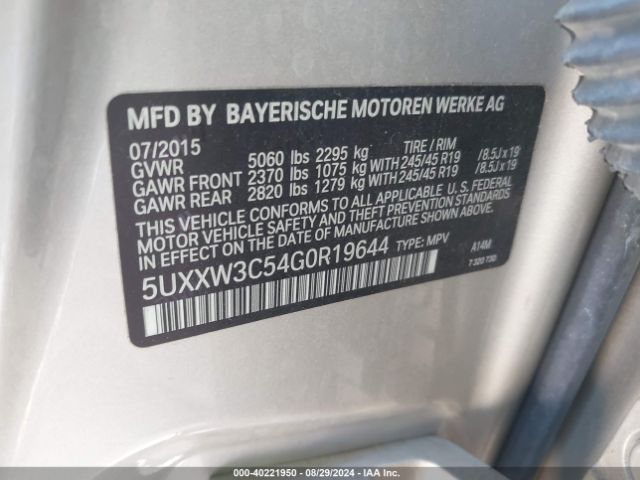 MFD BY BAYERISCHE MOTOREN WERKE AG
07/2015 TIRE / RIM
GVWR 5060 lbs 2295 kg
GAWR FRONT 2370 lbs 1075 kg WITH 245/45 R19 /8.5J x 19
GAWR REAR 2820 lbs 1279 kg WITH 245/45 R19 /8.5J x 19
THIS VEHICLE CONFORMS TO ALL APPLICABLE U.S. FEDERAL
MOTOR VEHICLE SAFETY AND THEFT PREVENTION STANDARDS
IN EFFECT ON THE DATE OF MANUFACTURE SHOWN ABOVE.
5UXXW3C54G0R19644 TYPE: MPV A14M
7 320 730
000-40221950 - 08/29/2024 - IAA Inc.